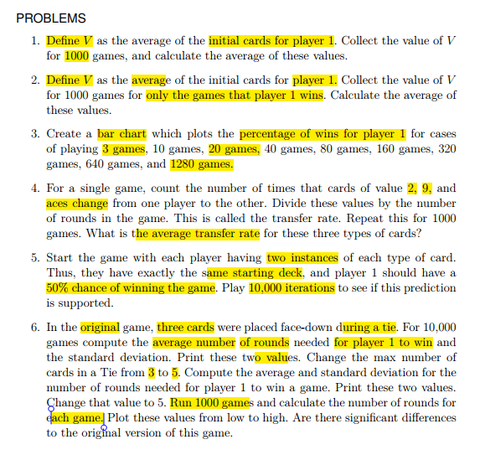 PROBLEMS
1. Define V as the average of the initial cards for player 1. Collect the value of V
for 1000 games, and calculate the average of these values.
2. Define V as the average of the initial cards for player 1. Collect the value of V
for 1000 games for only the games that player 1 wins. Calculate the average of
these values.
3. Create a bar chart which plots the percentage of wins for player 1 for cases
of playing 3 games, 10 games, 20 games, 40 games, 80 games, 160 games, 320
games, 640 games, and 1280 games.
4. For a single game, count the number of times that cards of value 2, 9, and
aces change from one player to the other. Divide these values by the number
of rounds in the game. This is called the transfer rate. Repeat this for 1000
games. What is the average transfer rate for these three types of cards?
5. Start the game with each player having two instances of each type of card.
Thus, they have exactly the same starting deck, and player 1 should have a
50% chance of winning the game. Play 10,000 iterations to see if this prediction
is supported.
6. In the original game, three cards were placed face-down during a tie. For 10,000
games compute the average number of rounds needed for player 1 to win and
the standard deviation. Print these two values. Change the max number of
cards in a Tie from 3 to 5. Compute the average and standard deviation for the
number of rounds needed for player 1 to win a game. Print these two values.
Change that value to 5. Run 1000 games and calculate the number of rounds for
each game. Plot these values from low to high. Are there significant differences
to the original version of this game.